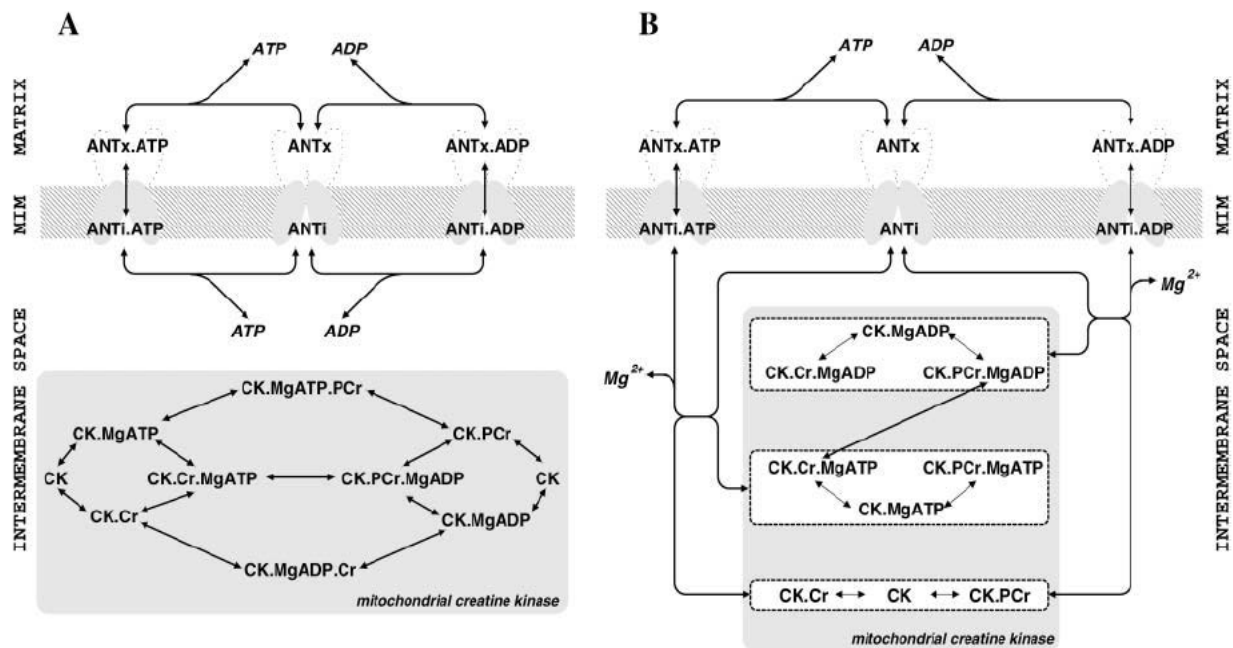 A
ATP
ADP
MATRIX
ANTx.ATP
ANTx
ANTx.ADP
MIM
ANTi.ATP
ANTi
ANTi.ADP
INTERMEMBRANE SPACE
ATP
ADP
CK.MgATP.PCr
CK.MgATP
CK.PCr
CK
CK.Cr.MgATP
CK.PCr.MgADP
CK
CK.Cr
CK.MgADP
CK.MgADP.Cr
mitochondrial creatine kinase
B
ATP
ADP
MATRIX
ANTx.ATP
ANTx
ANTx.ADP
MIM
ANTi.ATP
ANTi
ANTi.ADP
Mg2+
INTERMEMBRANE SPACE
CK.MgADP
CK.Cr.MgADP
CK.PCr.MgADP
Mg2+
CK.Cr.MgATP
CK.PCr.MgATP
CK.MgATP
CK.Cr
CK
CK.PCr
mitochondrial creatine kinase